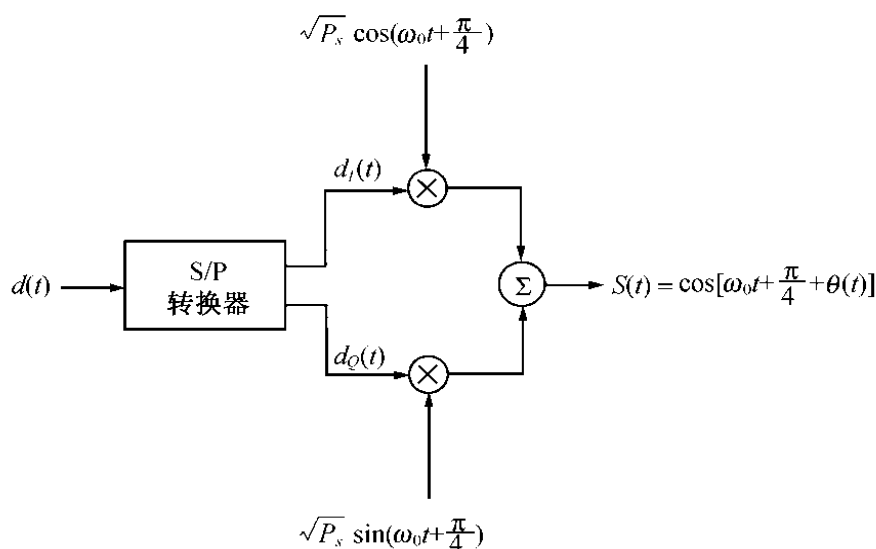 √P_s cos(ω₀t+π/4)
d_I(t)
d(t)
S/P
转换器
Σ
S(t)=cos[ω₀t+π/4+θ(t)]
d_Q(t)
√P_s sin(ω₀t+π/4)